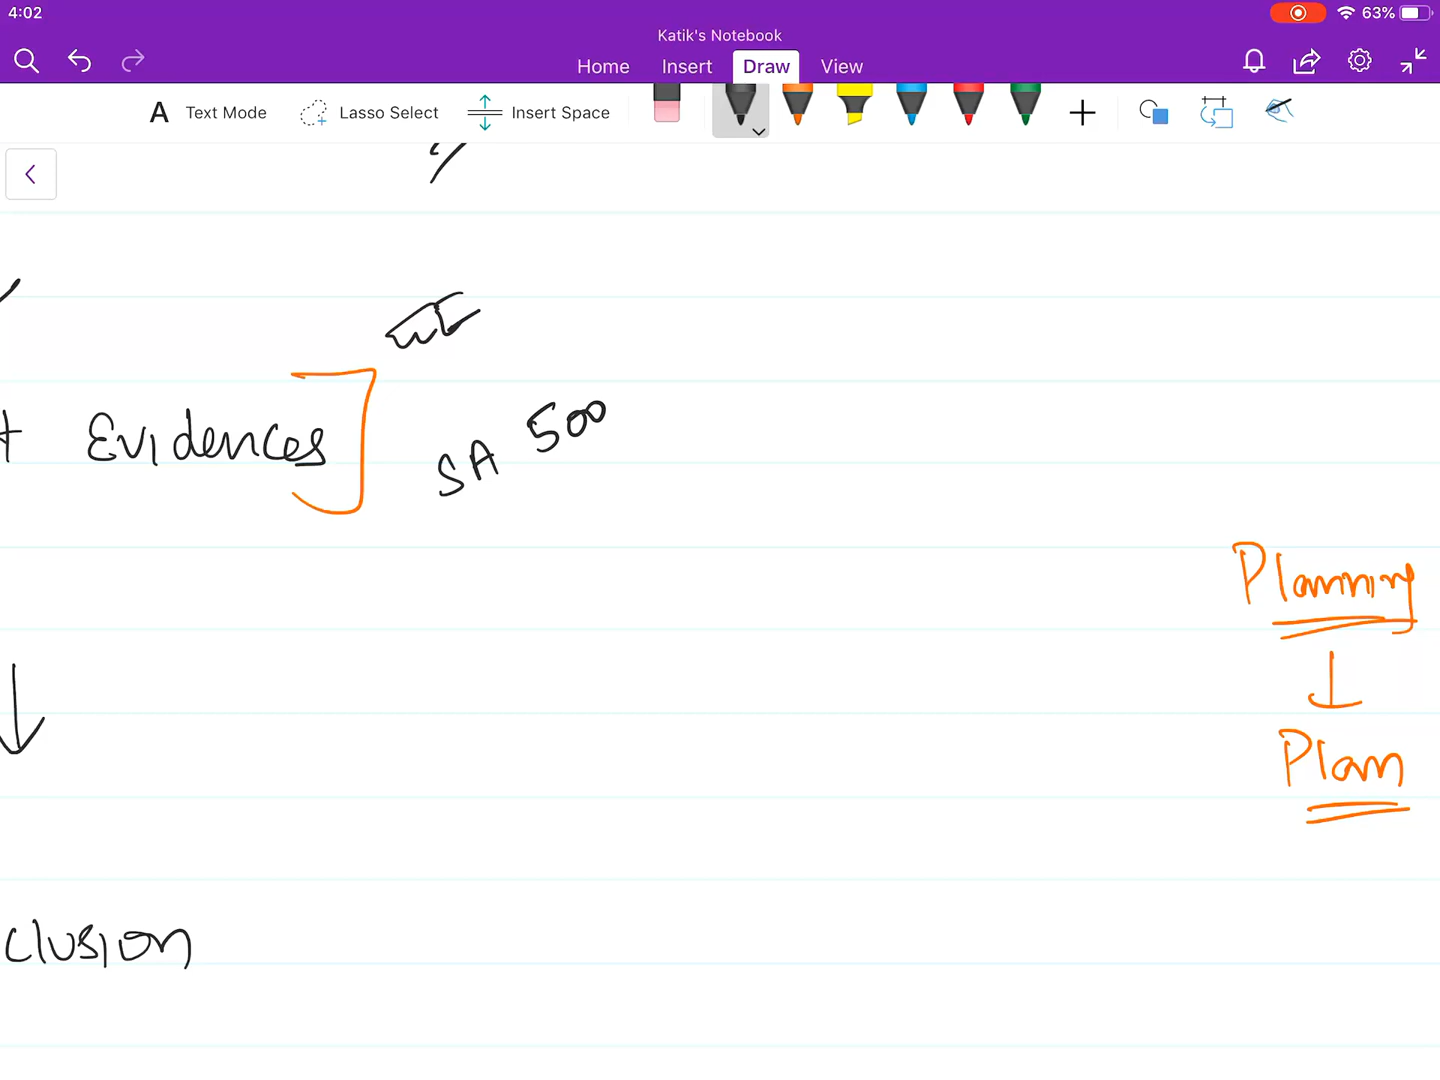 4:02
63%
Katik's Notebook
Home Insert Draw View
A Text Mode Lasso Select Insert Space
t Evidences
SA 500
Planning
Plan
clusion